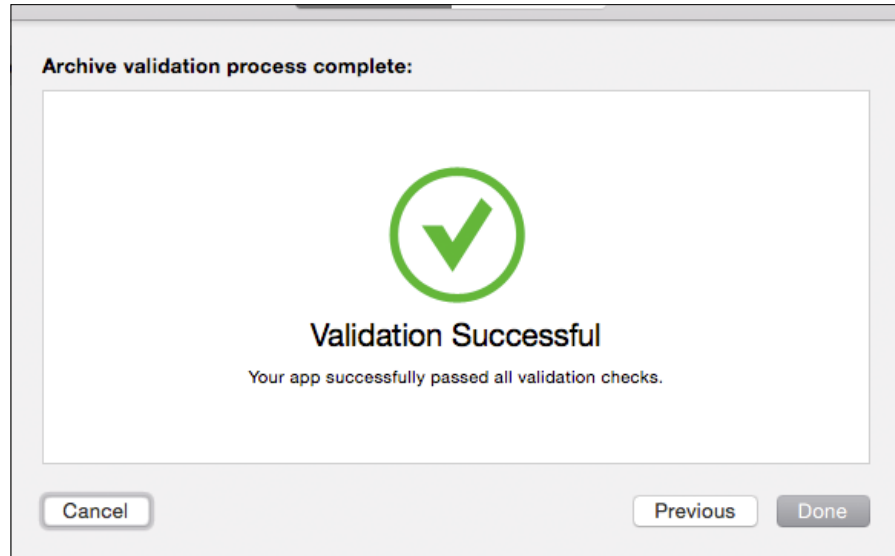 Archive validation process complete:
Validation Successful
Your app successfully passed all validation checks.
Cancel
Previous
Done